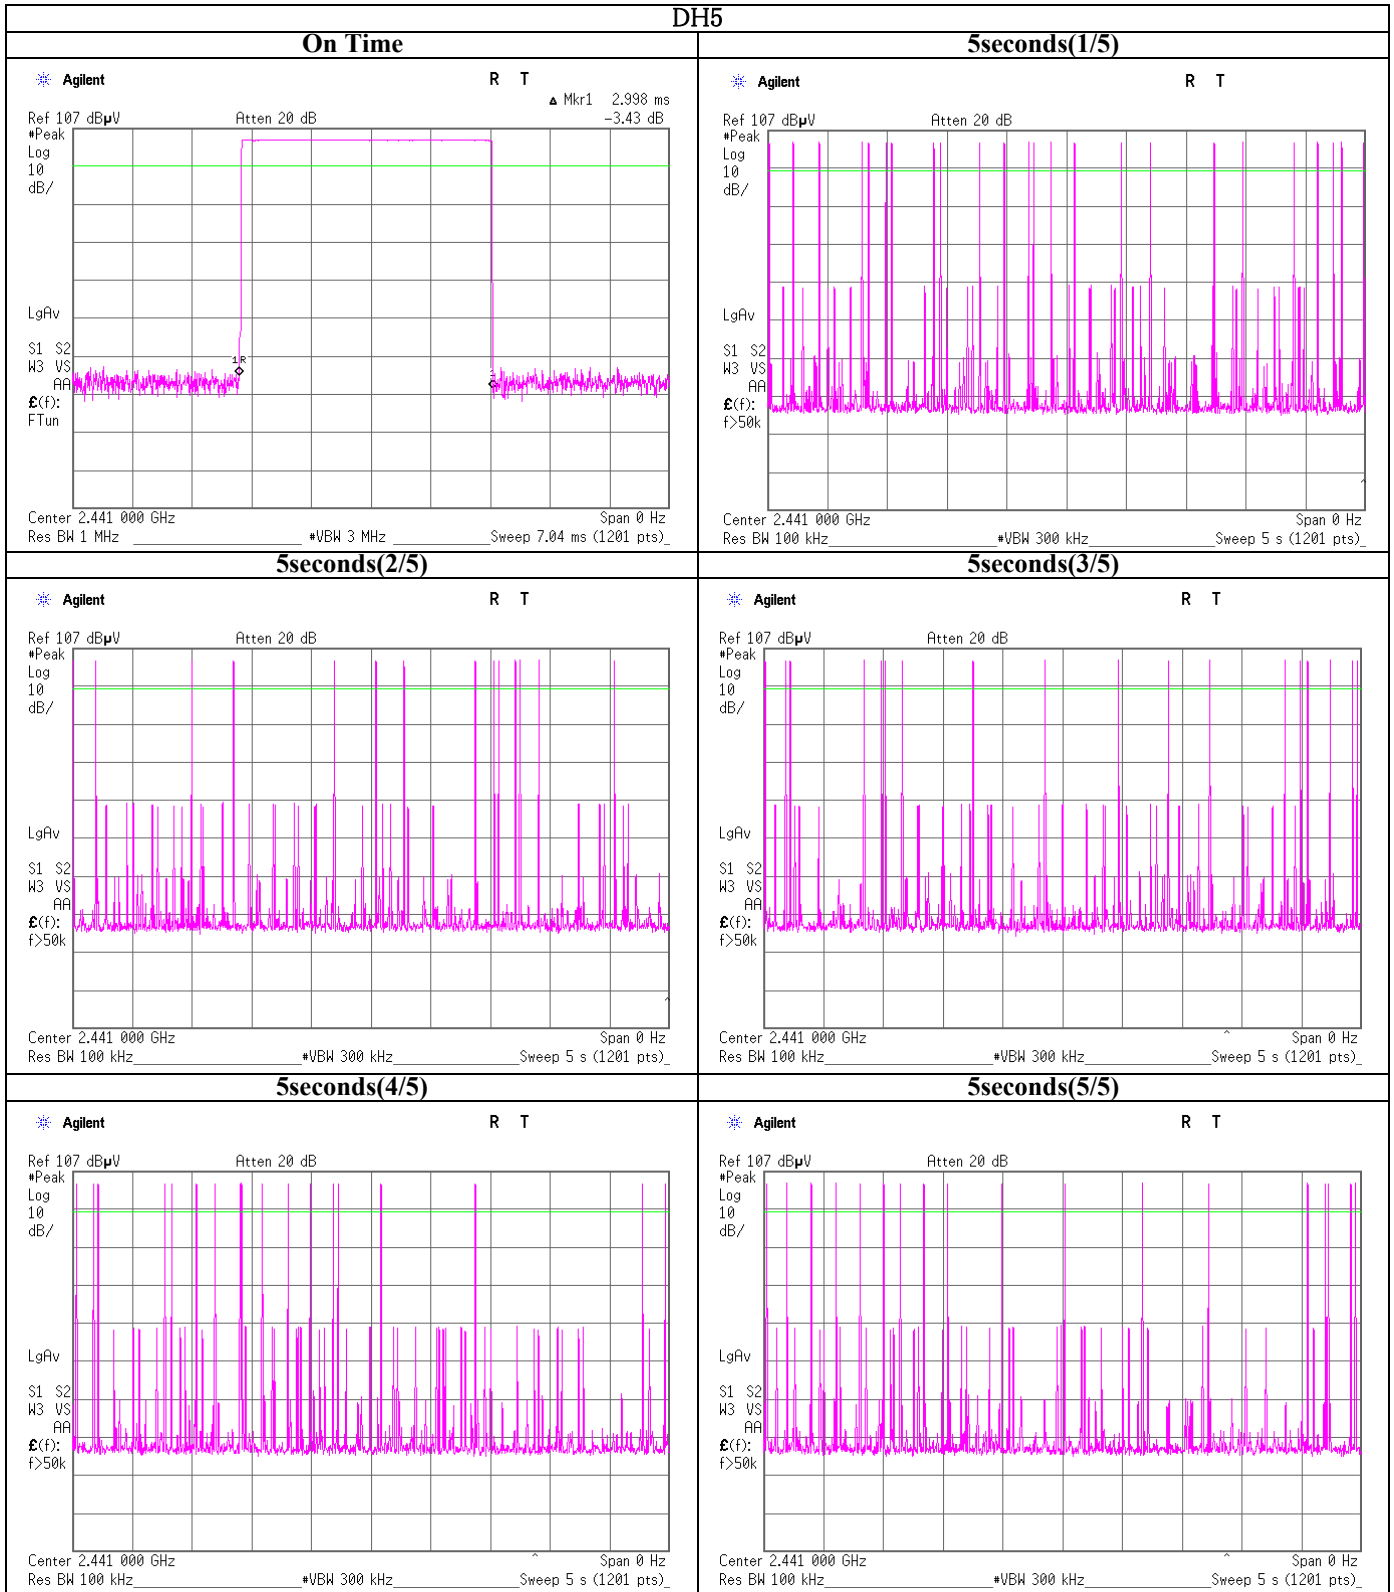 DH5
On Time
5seconds(1/5)
Agilent
R T
Δ Mkr1 2.998 ms
Ref 107 dBµV
Atten 20 dB
-3.43 dB
#Peak
Log
10
dB/
LgAv
S1 S2
W3 VS
AA
£(f):
FTun
1R
Center 2.441 000 GHz
Span 0 Hz
Res BW 1 MHz
#VBW 3 MHz
Sweep 7.04 ms (1201 pts)
Agilent
R T
Ref 107 dBµV
Atten 20 dB
#Peak
Log
10
dB/
LgAv
S1 S2
W3 VS
AA
£(f):
f>50k
Center 2.441 000 GHz
Span 0 Hz
Res BW 100 kHz
#VBW 300 kHz
Sweep 5 s (1201 pts)
5seconds(2/5)
5seconds(3/5)
Agilent
R T
Ref 107 dBµV
Atten 20 dB
#Peak
Log
10
dB/
LgAv
S1 S2
W3 VS
AA
£(f):
f>50k
Center 2.441 000 GHz
Span 0 Hz
Res BW 100 kHz
#VBW 300 kHz
Sweep 5 s (1201 pts)
Agilent
R T
Ref 107 dBµV
Atten 20 dB
#Peak
Log
10
dB/
LgAv
S1 S2
W3 VS
AA
£(f):
f>50k
Center 2.441 000 GHz
Span 0 Hz
Res BW 100 kHz
#VBW 300 kHz
Sweep 5 s (1201 pts)
5seconds(4/5)
5seconds(5/5)
Agilent
R T
Ref 107 dBµV
Atten 20 dB
#Peak
Log
10
dB/
LgAv
S1 S2
W3 VS
AA
£(f):
f>50k
Center 2.441 000 GHz
Span 0 Hz
Res BW 100 kHz
#VBW 300 kHz
Sweep 5 s (1201 pts)
Agilent
R T
Ref 107 dBµV
Atten 20 dB
#Peak
Log
10
dB/
LgAv
S1 S2
W3 VS
AA
£(f):
f>50k
Center 2.441 000 GHz
Span 0 Hz
Res BW 100 kHz
#VBW 300 kHz
Sweep 5 s (1201 pts)